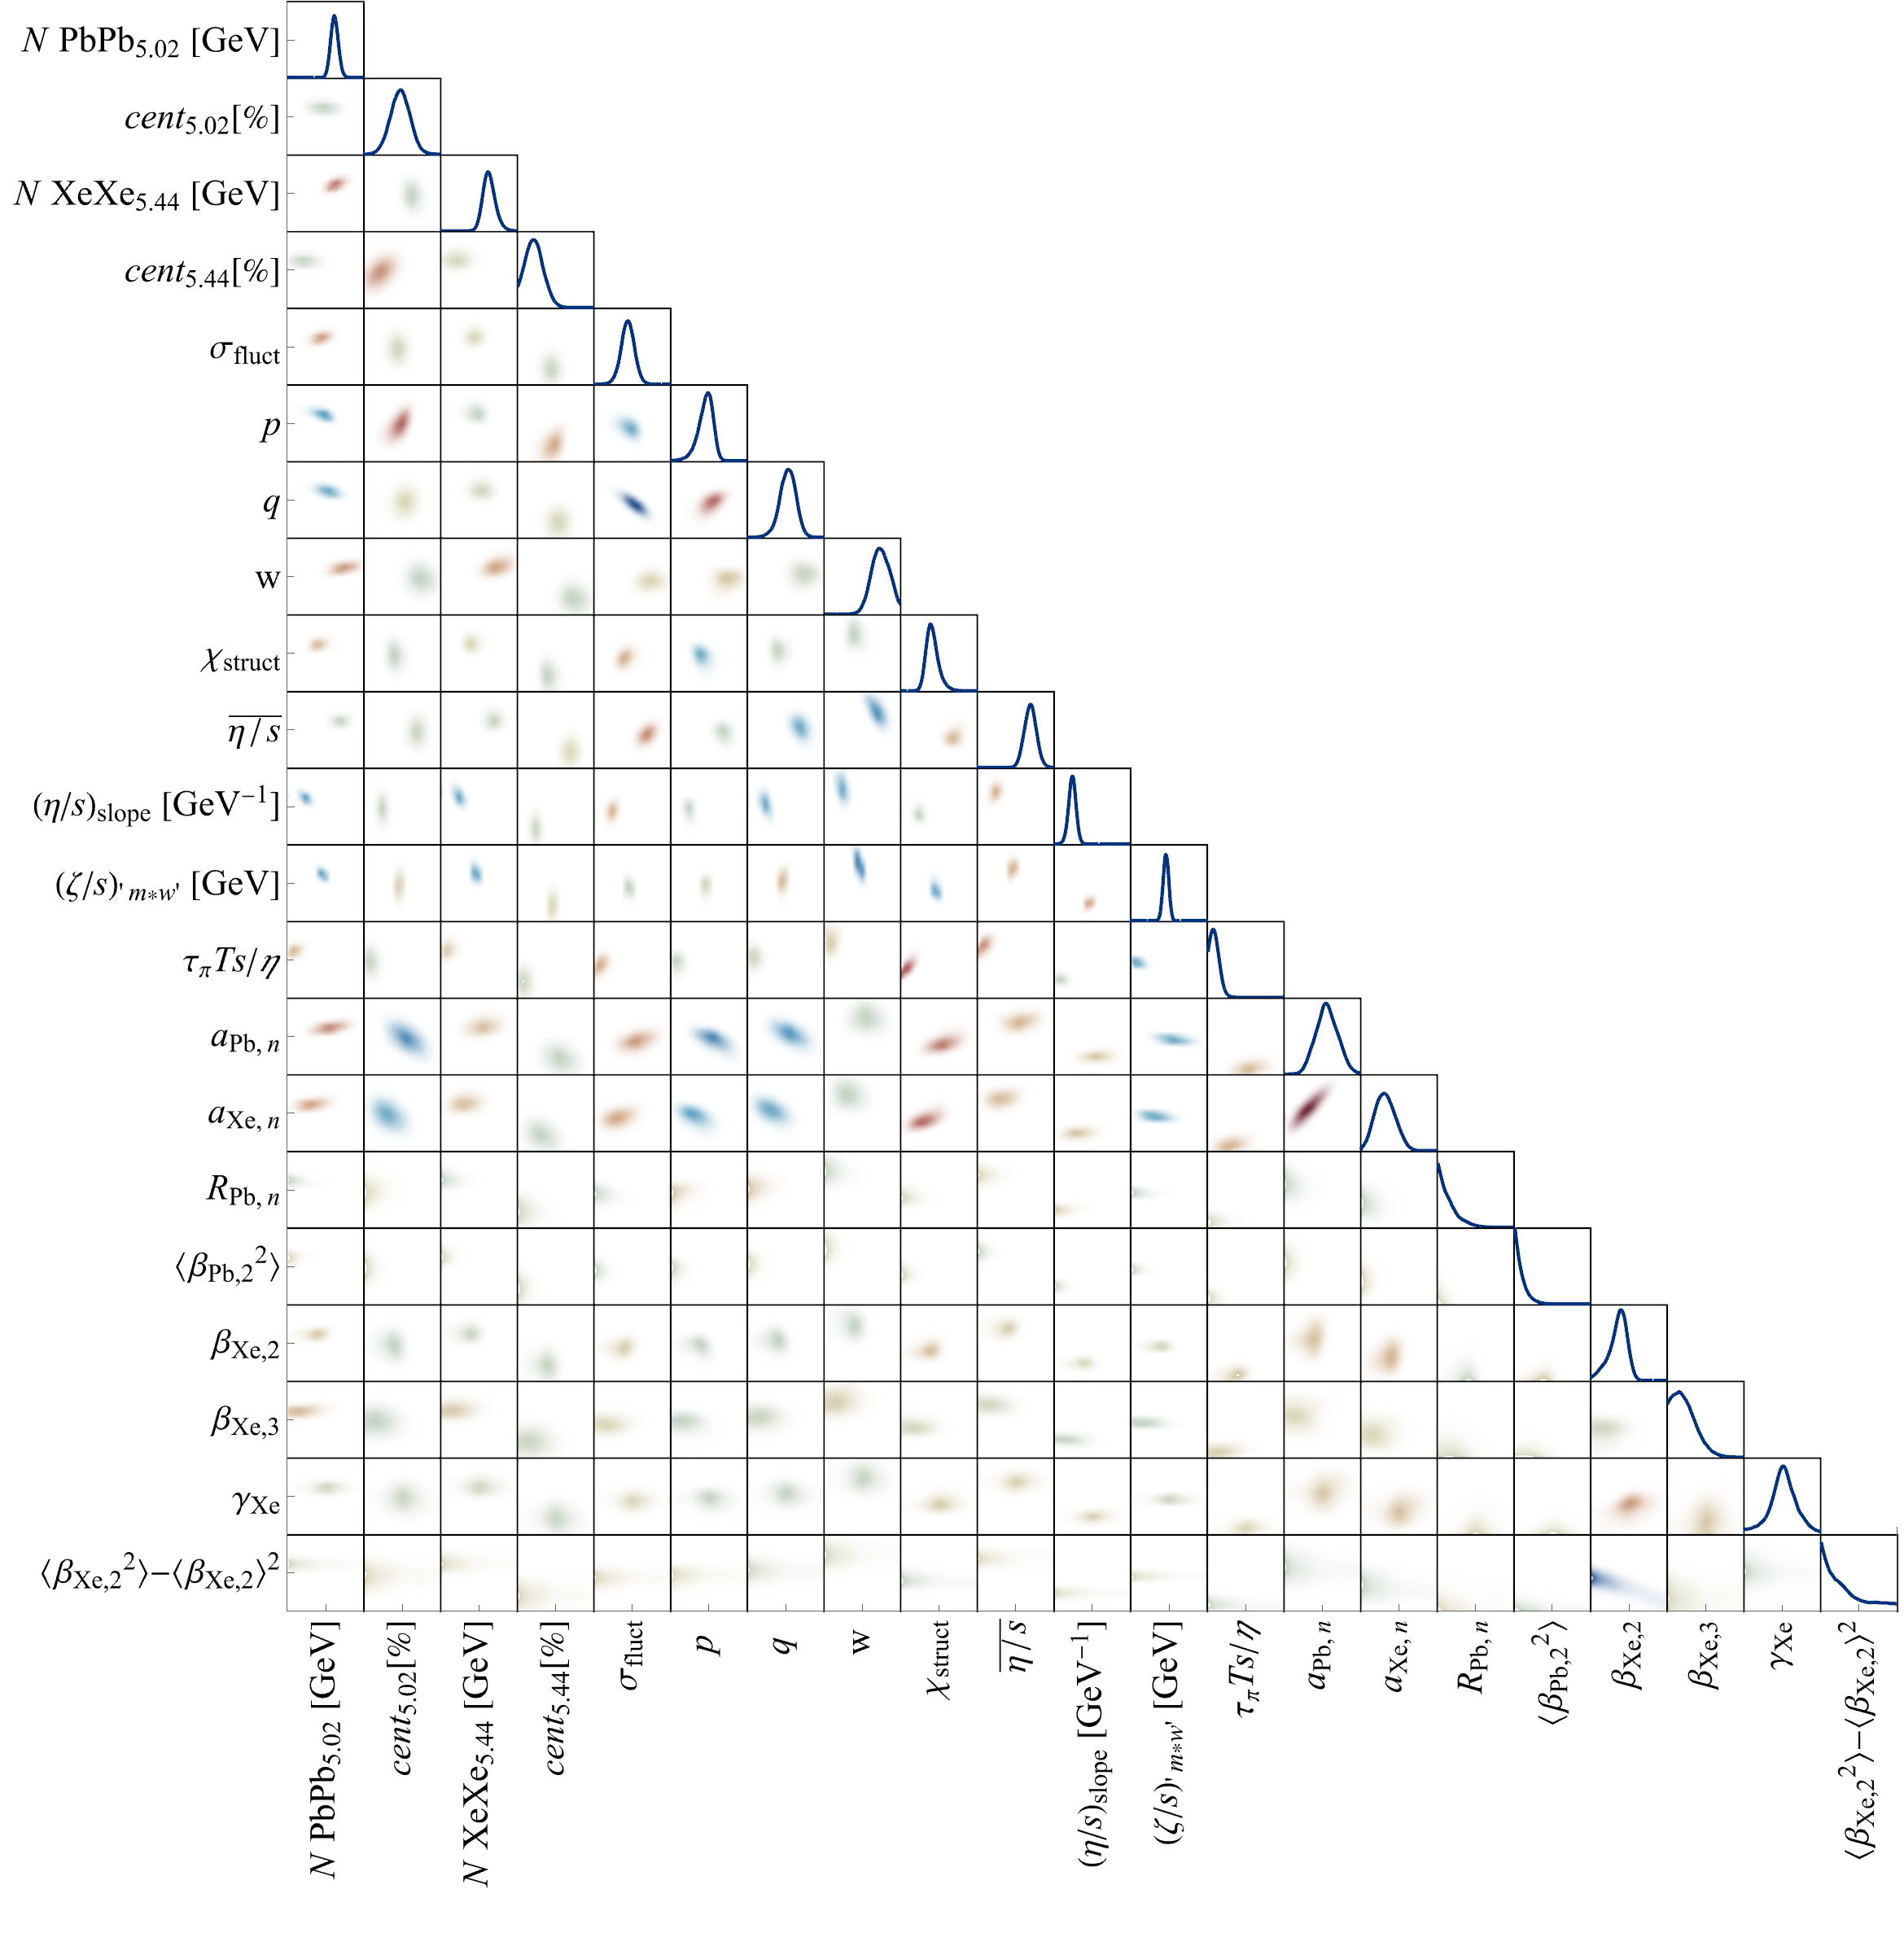 N PbPb5.02 [GeV]
cent5.02[%]
N XeXe5.44 [GeV]
cent5.44[%]
σfluct
p
q
w
χstruct
η/s
(η/s)slope [GeV−1]
(ζ/s)'m*w' [GeV]
τπTs/η
aPb,n
aXe,n
RPb,n
⟨βPb,2²⟩
βXe,2
βXe,3
γXe
⟨βXe,2²⟩−⟨βXe,2⟩²
N PbPb5.02 [GeV]
cent5.02[%]
N XeXe5.44 [GeV]
cent5.44[%]
σfluct
p
q
w
χstruct
η/s
(η/s)slope [GeV−1]
(ζ/s)'m*w' [GeV]
τπTs/η
aPb,n
aXe,n
RPb,n
⟨βPb,2²⟩
βXe,2
βXe,3
γXe
⟨βXe,2²⟩−⟨βXe,2⟩²